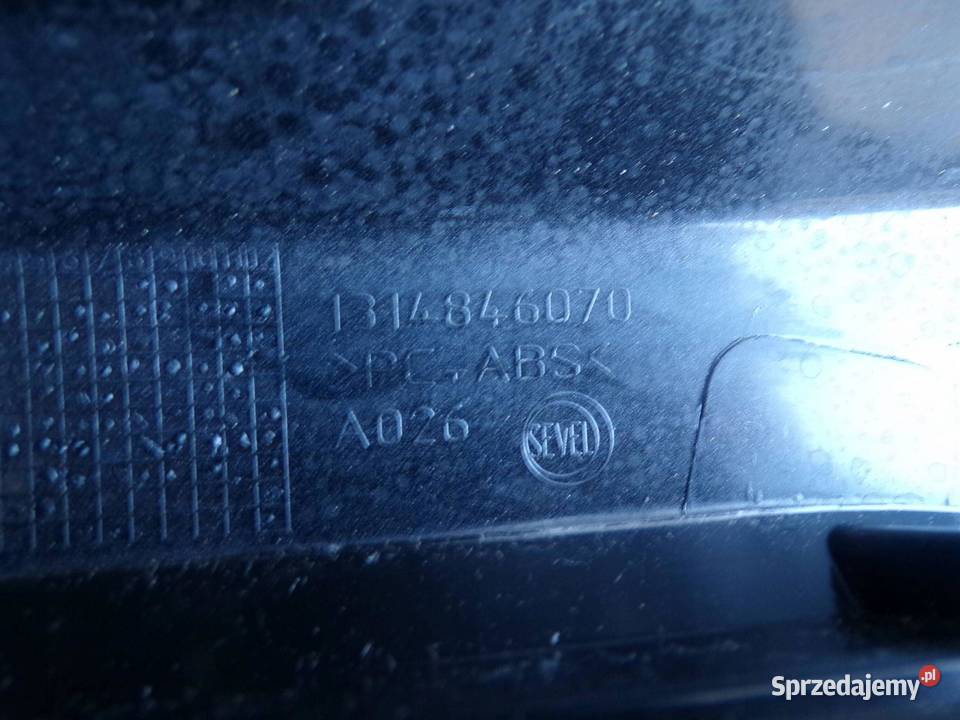 1314846070
>PC.ABS<
A026
SEVEL
Sprzedajemy.pl